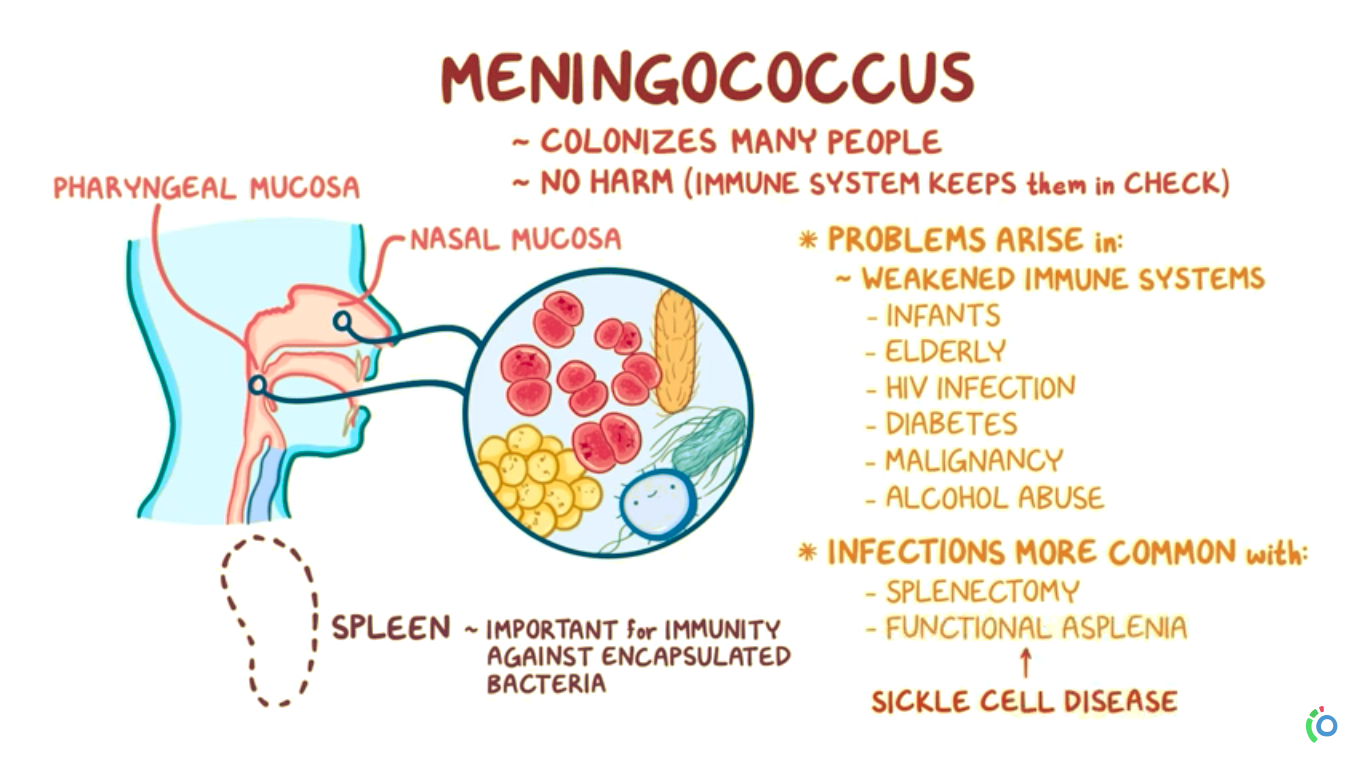 MENINGOCOCCUS
~ COLONIZES MANY PEOPLE
~ NO HARM (IMMUNE SYSTEM KEEPS them in CHECK)
PHARYNGEAL MUCOSA
NASAL MUCOSA
* PROBLEMS ARISE in:
~ WEAKENED IMMUNE SYSTEMS
- INFANTS
- ELDERLY
- HIV INFECTION
- DIABETES
- MALIGNANCY
- ALCOHOL ABUSE
* INFECTIONS MORE COMMON with:
- SPLENECTOMY
- FUNCTIONAL ASPLENIA
SICKLE CELL DISEASE
SPLEEN ~ IMPORTANT for IMMUNITY
AGAINST ENCAPSULATED
BACTERIA